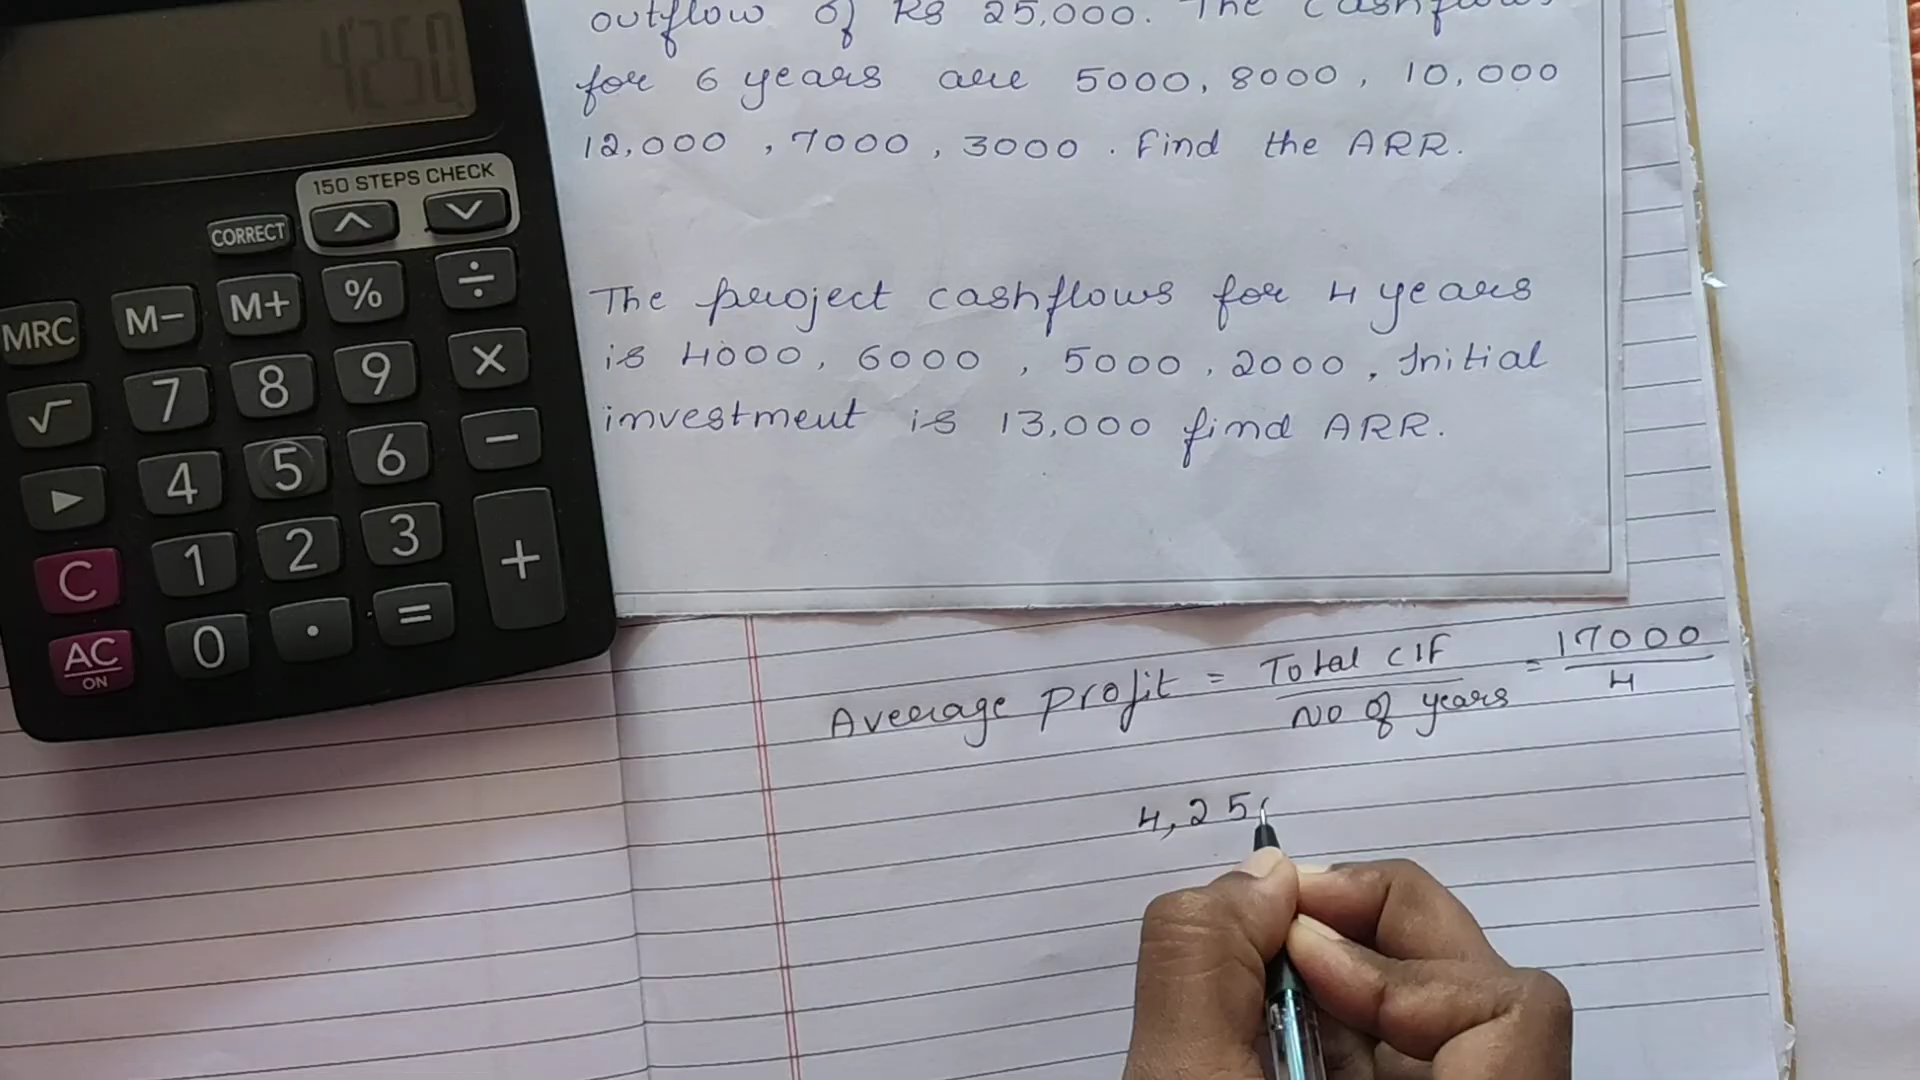 4250
150 STEPS CHECK
CORRECT
MRC M- M+ % ÷
√ 7 8 9 ×
4 5 6 −
C 1 2 3 +
AC
ON
0 . =
outflow of Rs 25,000. The cashflows
for 6 years are 5000, 8000, 10,000
12,000, 7000, 3000. Find the ARR.
The project cashflows for 4 years
is 4000, 6000, 5000, 2000, Initial
investment is 13,000 find ARR.
Average profit = Total CIF / No of years = 17000 / 4
4,250